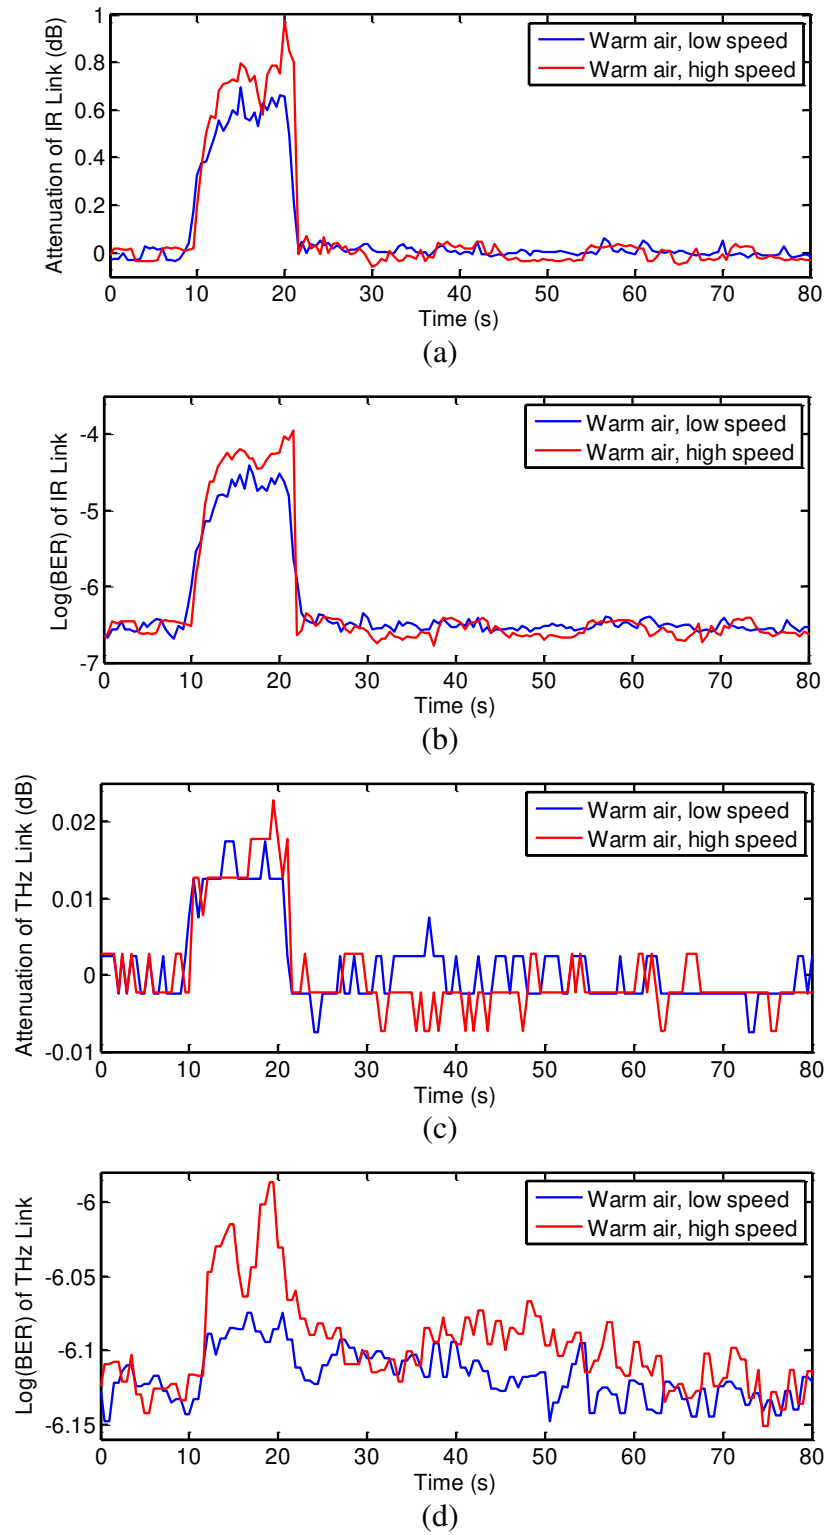 Attenuation of IR Link (dB)
1
0.8
0.6
0.4
0.2
0
Warm air, low speed
Warm air, high speed
0 10 20 30 40 50 60 70 80
Time (s)
(a)
Log(BER) of IR Link
-4
-5
-6
-7
Warm air, low speed
Warm air, high speed
0 10 20 30 40 50 60 70 80
Time (s)
(b)
Attenuation of THz Link (dB)
0.02
0.01
0
-0.01
Warm air, low speed
Warm air, high speed
0 10 20 30 40 50 60 70 80
Time (s)
(c)
Log(BER) of THz Link
-6
-6.05
-6.1
-6.15
Warm air, low speed
Warm air, high speed
0 10 20 30 40 50 60 70 80
Time (s)
(d)